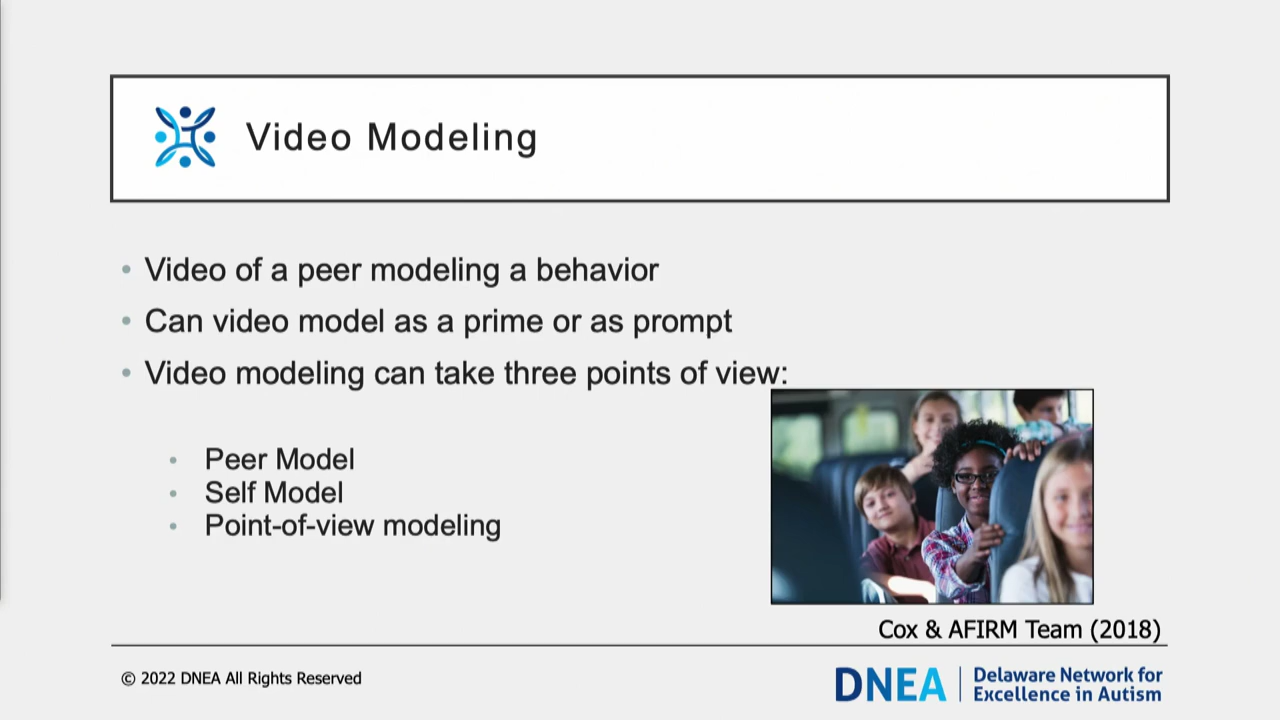 Video Modeling
• Video of a peer modeling a behavior
• Can video model as a prime or as prompt
• Video modeling can take three points of view:
• Peer Model
• Self Model
• Point-of-view modeling
Cox & AFIRM Team (2018)
© 2022 DNEA All Rights Reserved
DNEA
Delaware Network for
Excellence in Autism